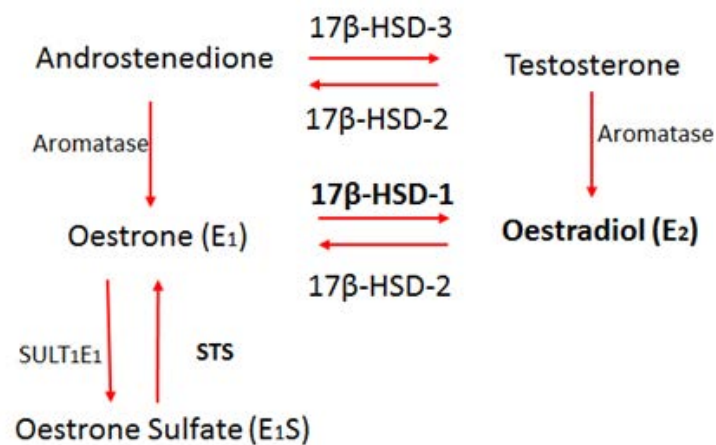 17β-HSD-3
Androstenedione
Testosterone
17β-HSD-2
Aromatase
Aromatase
17β-HSD-1
Oestrone (E₁)
Oestradiol (E₂)
17β-HSD-2
SULT₁E₁
STS
Oestrone Sulfate (E₁S)